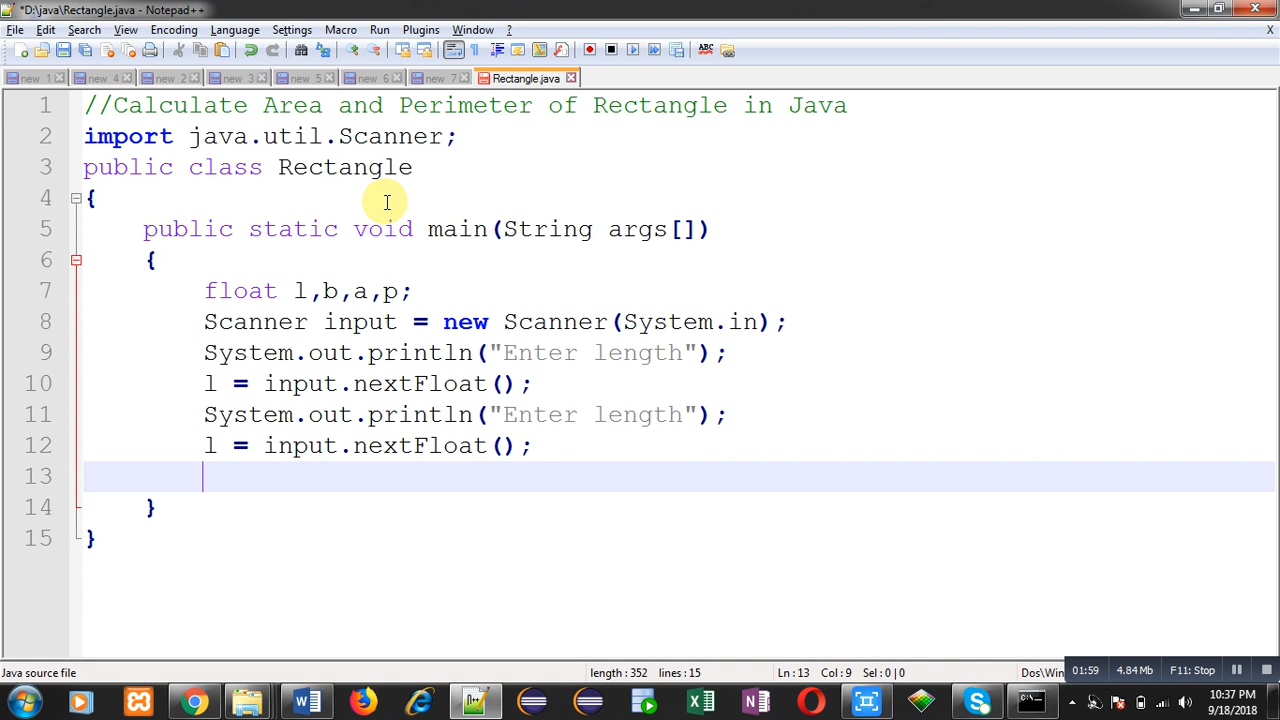 *D:\java\Rectangle.java - Notepad++
File Edit Search View Encoding Language Settings Macro Run Plugins Window ? X
ABC
new 1 new 4 new 2 new 3 new 5 new 6 new 7 Rectangle.java
1 //Calculate Area and Perimeter of Rectangle in Java
2 import java.util.Scanner;
3 public class Rectangle
4 {
5 public static void main(String args[])
6 {
7 float l,b,a,p;
8 Scanner input = new Scanner(System.in);
9 System.out.println("Enter length");
10 l = input.nextFloat();
11 System.out.println("Enter length");
12 l = input.nextFloat();
13
14 }
15 }
Java source file length : 352 lines : 15 Ln : 13 Col : 9 Sel : 0 | 0 Dos\Win 01:59 4.84 Mb F11: Stop
10:37 PM
9/18/2018